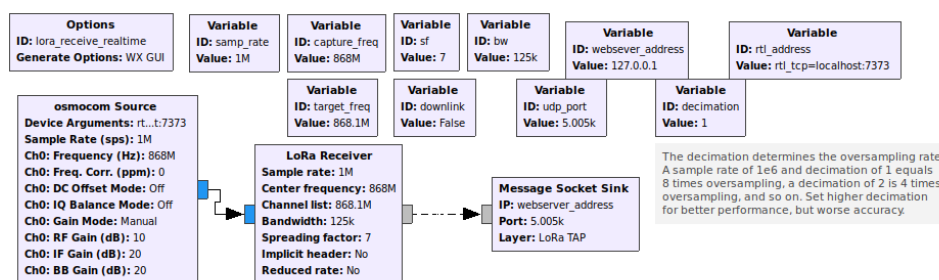 Options
ID: lora_receive_realtime
Generate Options: WX GUI
Variable
ID: samp_rate
Value: 1M
Variable
ID: capture_freq
Value: 868M
Variable
ID: sf
Value: 7
Variable
ID: bw
Value: 125k
Variable
ID: websever_address
Value: 127.0.0.1
Variable
ID: rtl_address
Value: rtl_tcp=localhost:7373
Variable
ID: target_freq
Value: 868.1M
Variable
ID: downlink
Value: False
Variable
ID: udp_port
Value: 5.005k
Variable
ID: decimation
Value: 1
osmocom Source
Device Arguments: rt...t:7373
Sample Rate (sps): 1M
Ch0: Frequency (Hz): 868M
Ch0: Freq. Corr. (ppm): 0
Ch0: DC Offset Mode: Off
Ch0: IQ Balance Mode: Off
Ch0: Gain Mode: Manual
Ch0: RF Gain (dB): 10
Ch0: IF Gain (dB): 20
Ch0: BB Gain (dB): 20
LoRa Receiver
Sample rate: 1M
Center frequency: 868M
Channel list: 868.1M
Bandwidth: 125k
Spreading factor: 7
Implicit header: No
Reduced rate: No
Message Socket Sink
IP: webserver_address
Port: 5.005k
Layer: LoRa TAP
The decimation determines the oversampling rate
A sample rate of 1e6 and decimation of 1 equals
8 times oversampling, a decimation of 2 is 4 times
oversampling, and so on. Set higher decimation
for better performance, but worse accuracy.